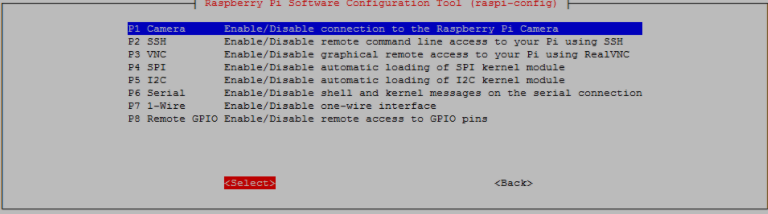 Raspberry Pi Software Configuration Tool (raspi-config)
P1 Camera Enable/Disable connection to the Raspberry Pi Camera
P2 SSH Enable/Disable remote command line access to your Pi using SSH
P3 VNC Enable/Disable graphical remote access to your Pi using RealVNC
P4 SPI Enable/Disable automatic loading of SPI kernel module
P5 I2C Enable/Disable automatic loading of I2C kernel module
P6 Serial Enable/Disable shell and kernel messages on the serial connection
P7 1-Wire Enable/Disable one-wire interface
P8 Remote GPIO Enable/Disable remote access to GPIO pins
<Select> <Back>